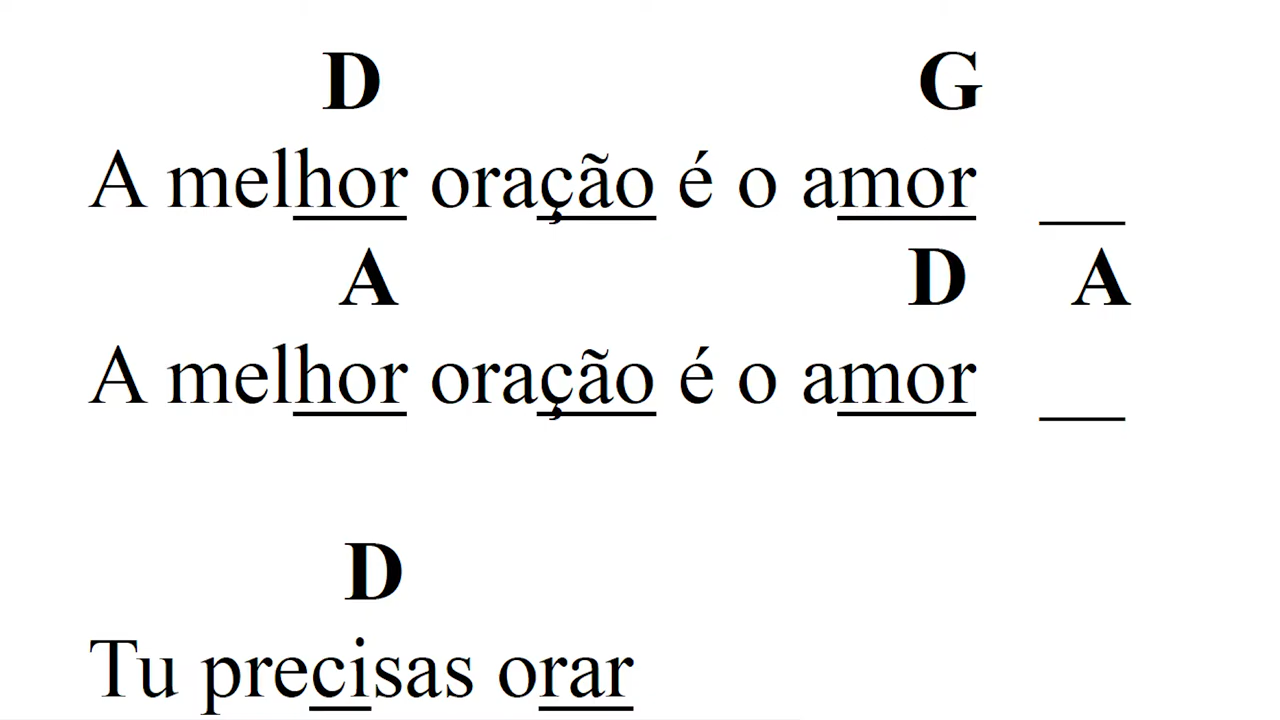 D G
A melhor oração é o amor __
A D A
A melhor oração é o amor __
D
Tu precisas orar